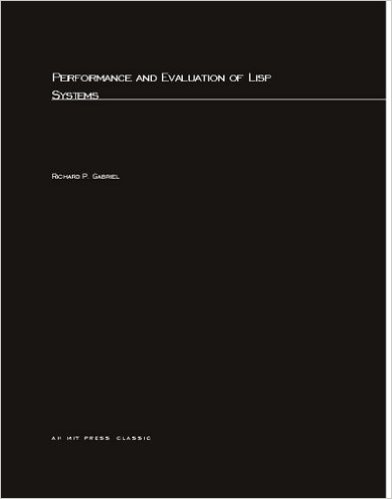 Performance and Evaluation of Lisp
Systems
Richard P. Gabriel
AN MIT PRESS CLASSIC